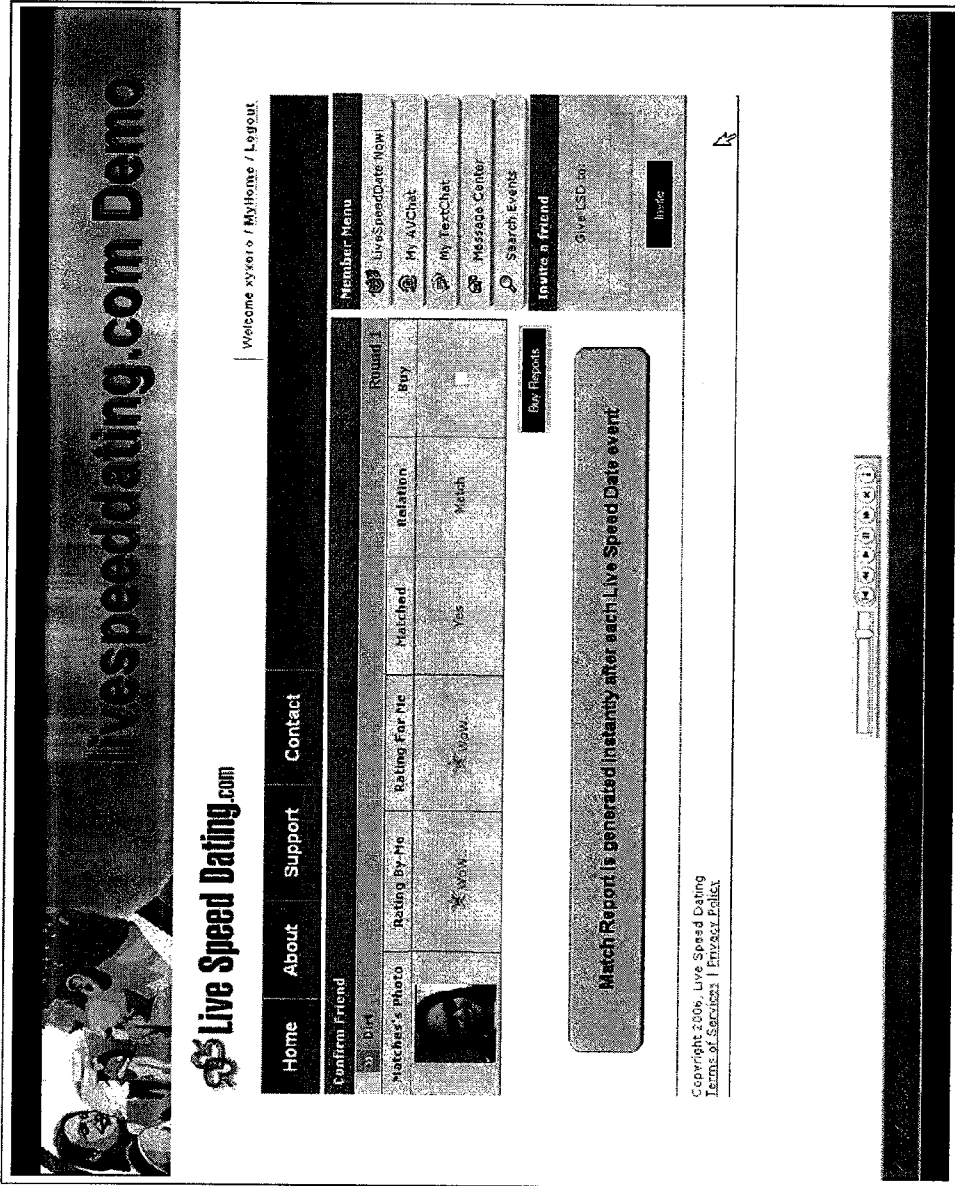 livespeeddating.com Demo
Live Speed Dating.com
Welcome xyxoxo / MyHome / Logout
Home About Support Contact
Confirm Friend
Round 1
Matches's Photo Rating By Me Rating For Me Matched Relation Buy
Wow Wow Yes Match
Buy Reports
Member Menu
LiveSpeedDate Now!
My AVChat
My TextChat
Message Center
Search Events
Invite a friend
Give LSD to:
Invite
Match Report is generated instantly after each Live Speed Date event
Copyright 2006, Live Speed Dating
Terms of Services | Privacy Policy